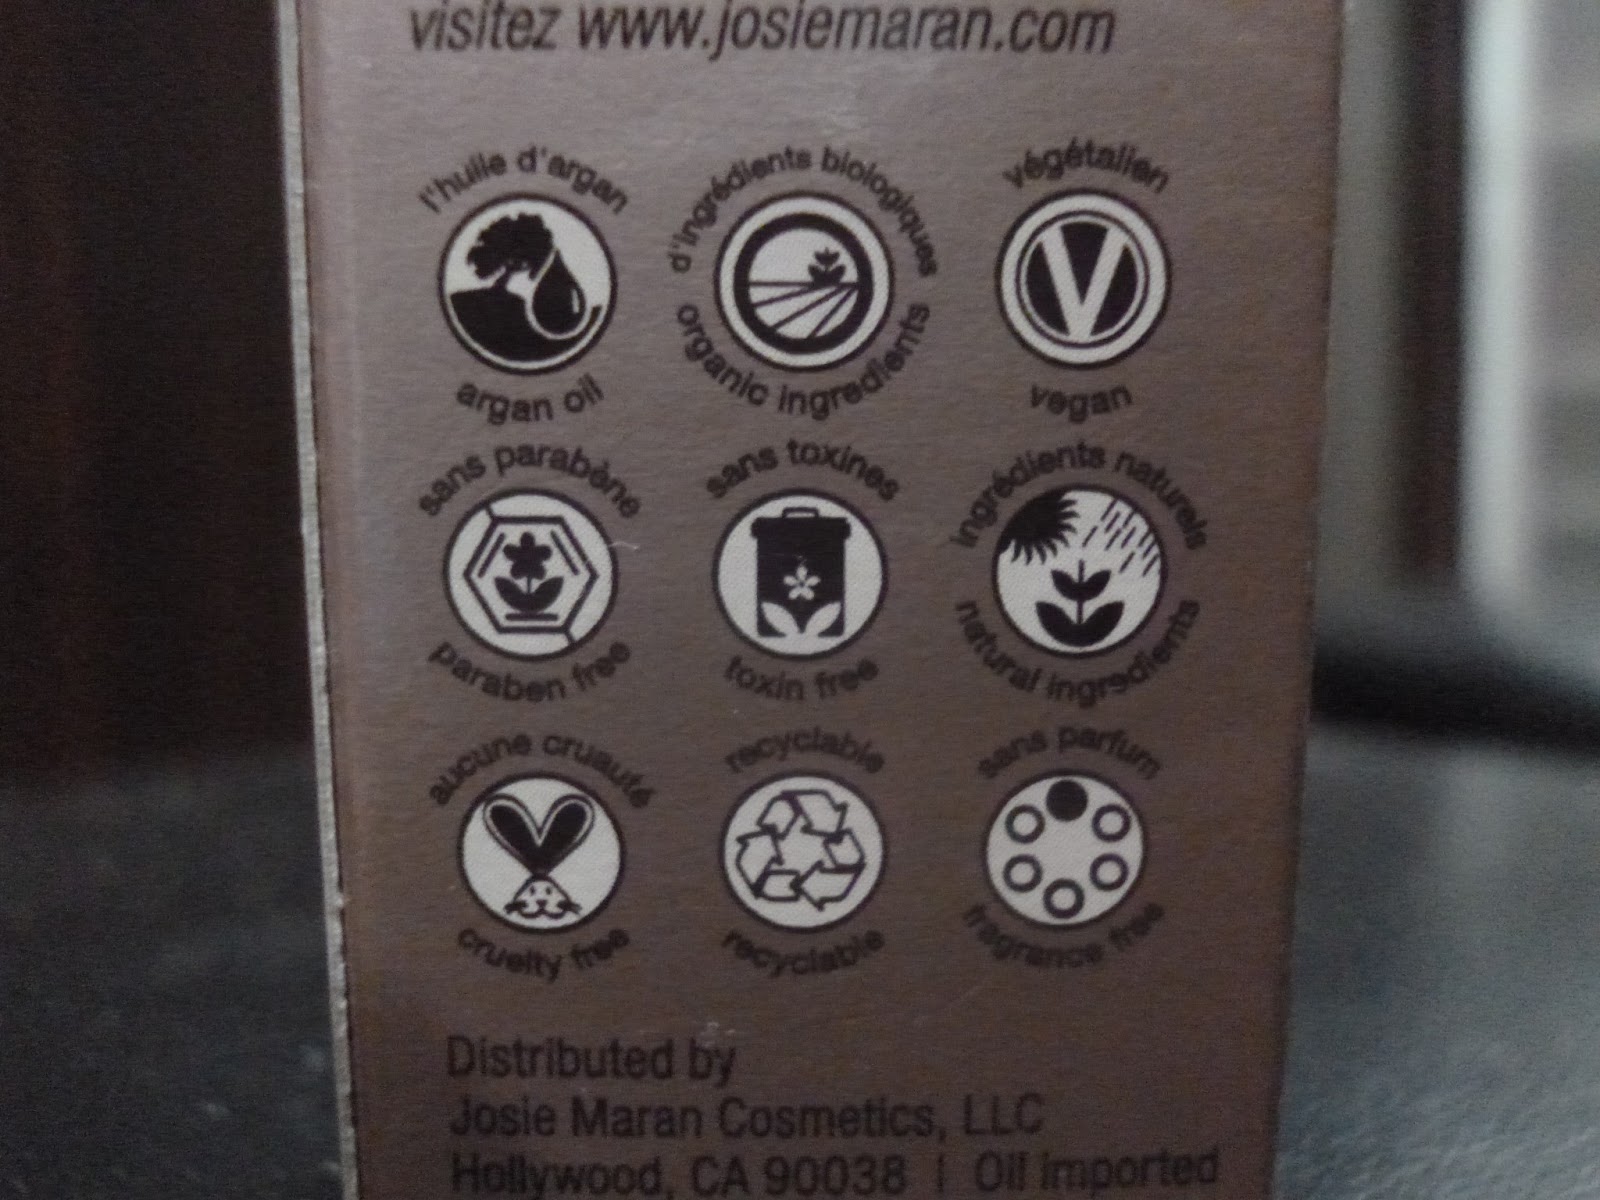 visitez www.josiemaran.com
l'huile d'argan
argan oil
d'ingrédients biologiques
organic ingredients
végétalien
V
vegan
sans parabène
paraben free
sans toxines
toxin free
ingrédients naturels
natural ingredients
aucune cruauté
cruelty free
recyclable
recyclable
sans parfum
fragrance free
Distributed by
Josie Maran Cosmetics, LLC
Hollywood, CA 90038 | Oil imported